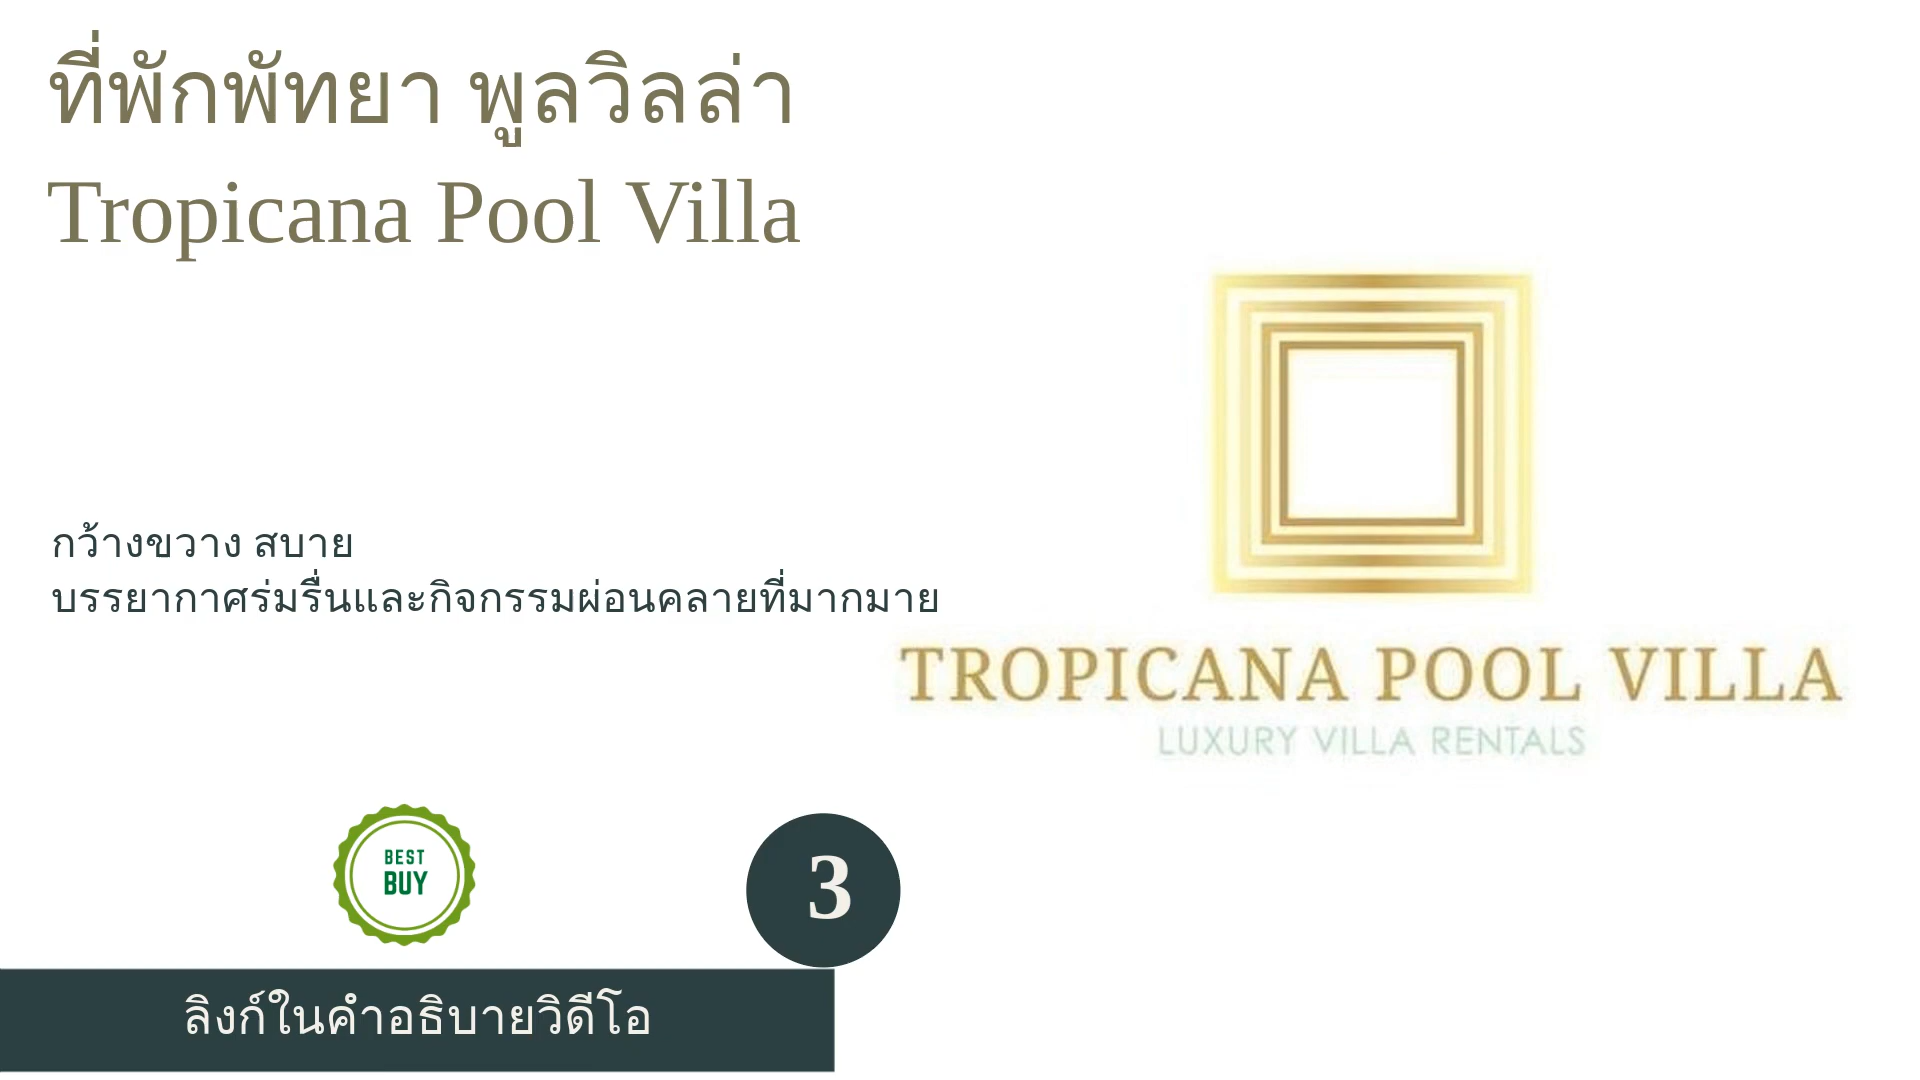 ที่พักพัทยา พูลวิลล่า
Tropicana Pool Villa
กว้างขวาง สบาย
บรรยากาศร่มรื่นและกิจกรรมผ่อนคลายที่มากมาย
TROPICANA POOL VILLA
LUXURY VILLA RENTALS
BEST
BUY
3
ลิงก์ในคำอธิบายวิดีโอ